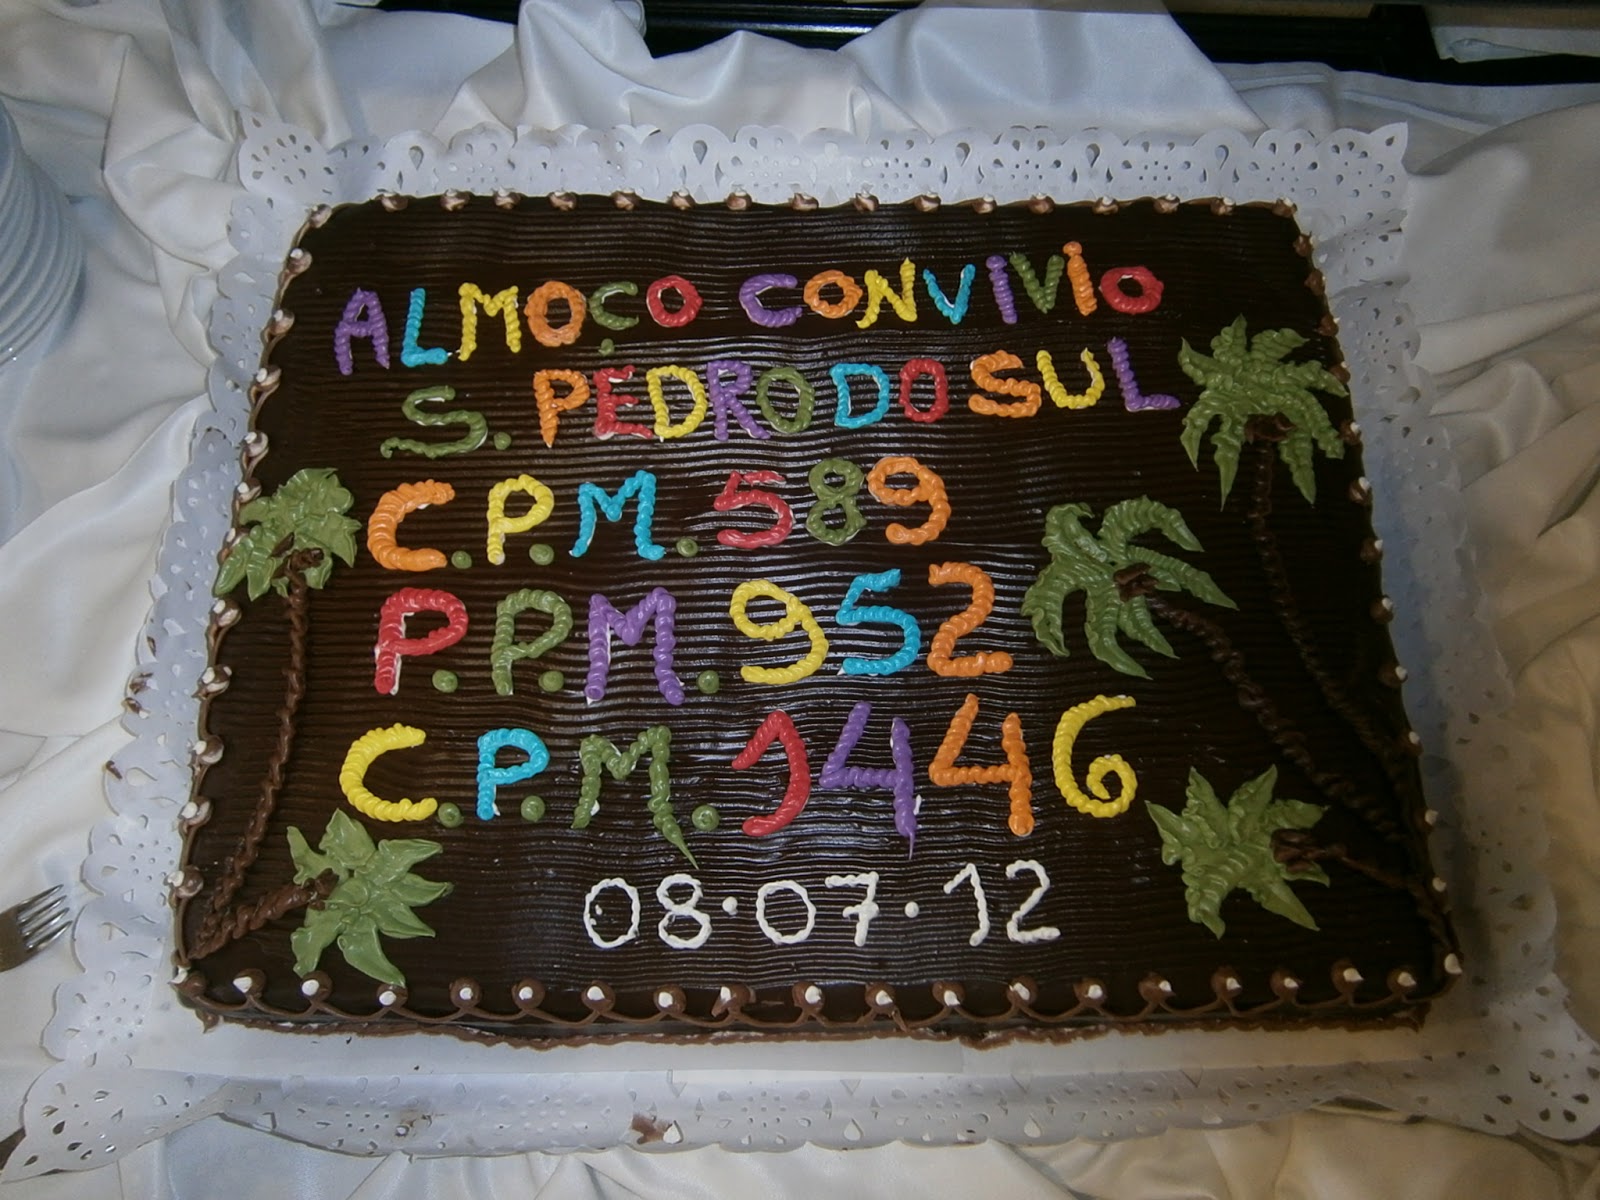 ALMOÇO CONVIVIO
S. PEDRO DO SUL
C.P.M. 589
P.P.M. 952
C.P.M. 1446
08.07.12